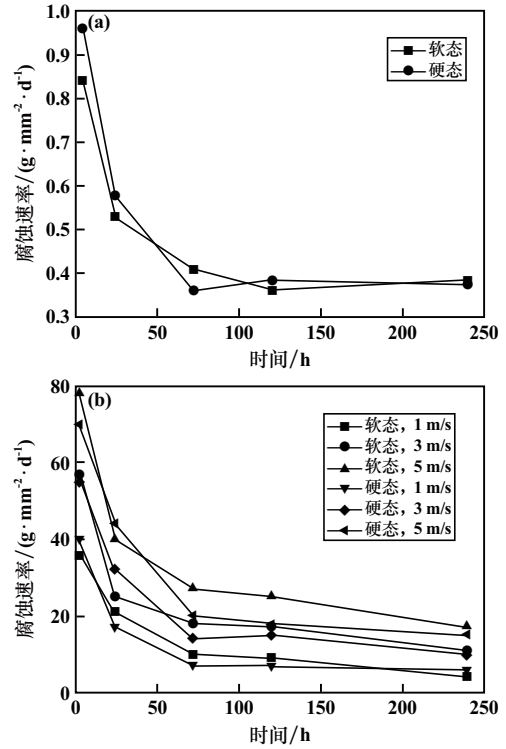 1.0
(a)
软态
硬态
0.9
0.8
0.7
0.6
0.5
0.4
0.3
腐蚀速率/(g·mm⁻²·d⁻¹)
0 50 100 150 200 250
时间/h
80
(b)
软态，1 m/s
软态，3 m/s
软态，5 m/s
硬态，1 m/s
硬态，3 m/s
硬态，5 m/s
60
40
20
0
腐蚀速率/(g·mm⁻²·d⁻¹)
0 50 100 150 200 250
时间/h